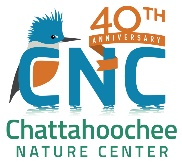 40TH
ANNIVERSARY
CNC
Chattahoochee
NATURE CENTER